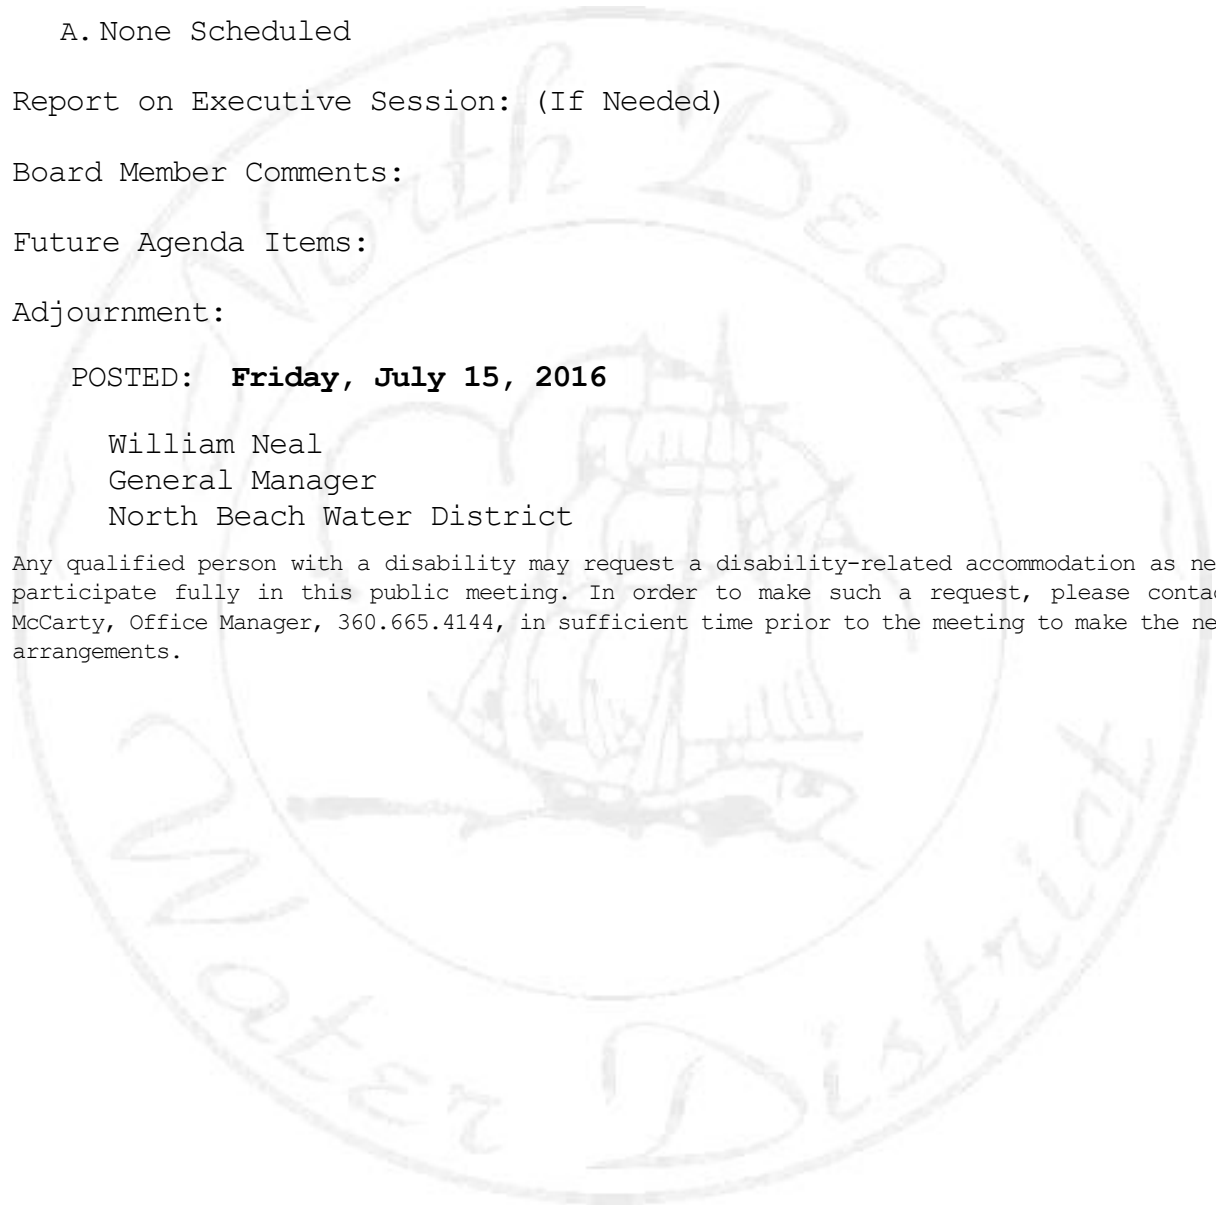 A. None Scheduled
Report on Executive Session: (If Needed)
Board Member Comments:
Future Agenda Items:
Adjournment:
POSTED: Friday, July 15, 2016
William Neal
General Manager
North Beach Water District
Any qualified person with a disability may request a disability-related accommodation as ne
participate fully in this public meeting. In order to make such a request, please conta
McCarty, Office Manager, 360.665.4144, in sufficient time prior to the meeting to make the ne
arrangements.
North Beach
Water District